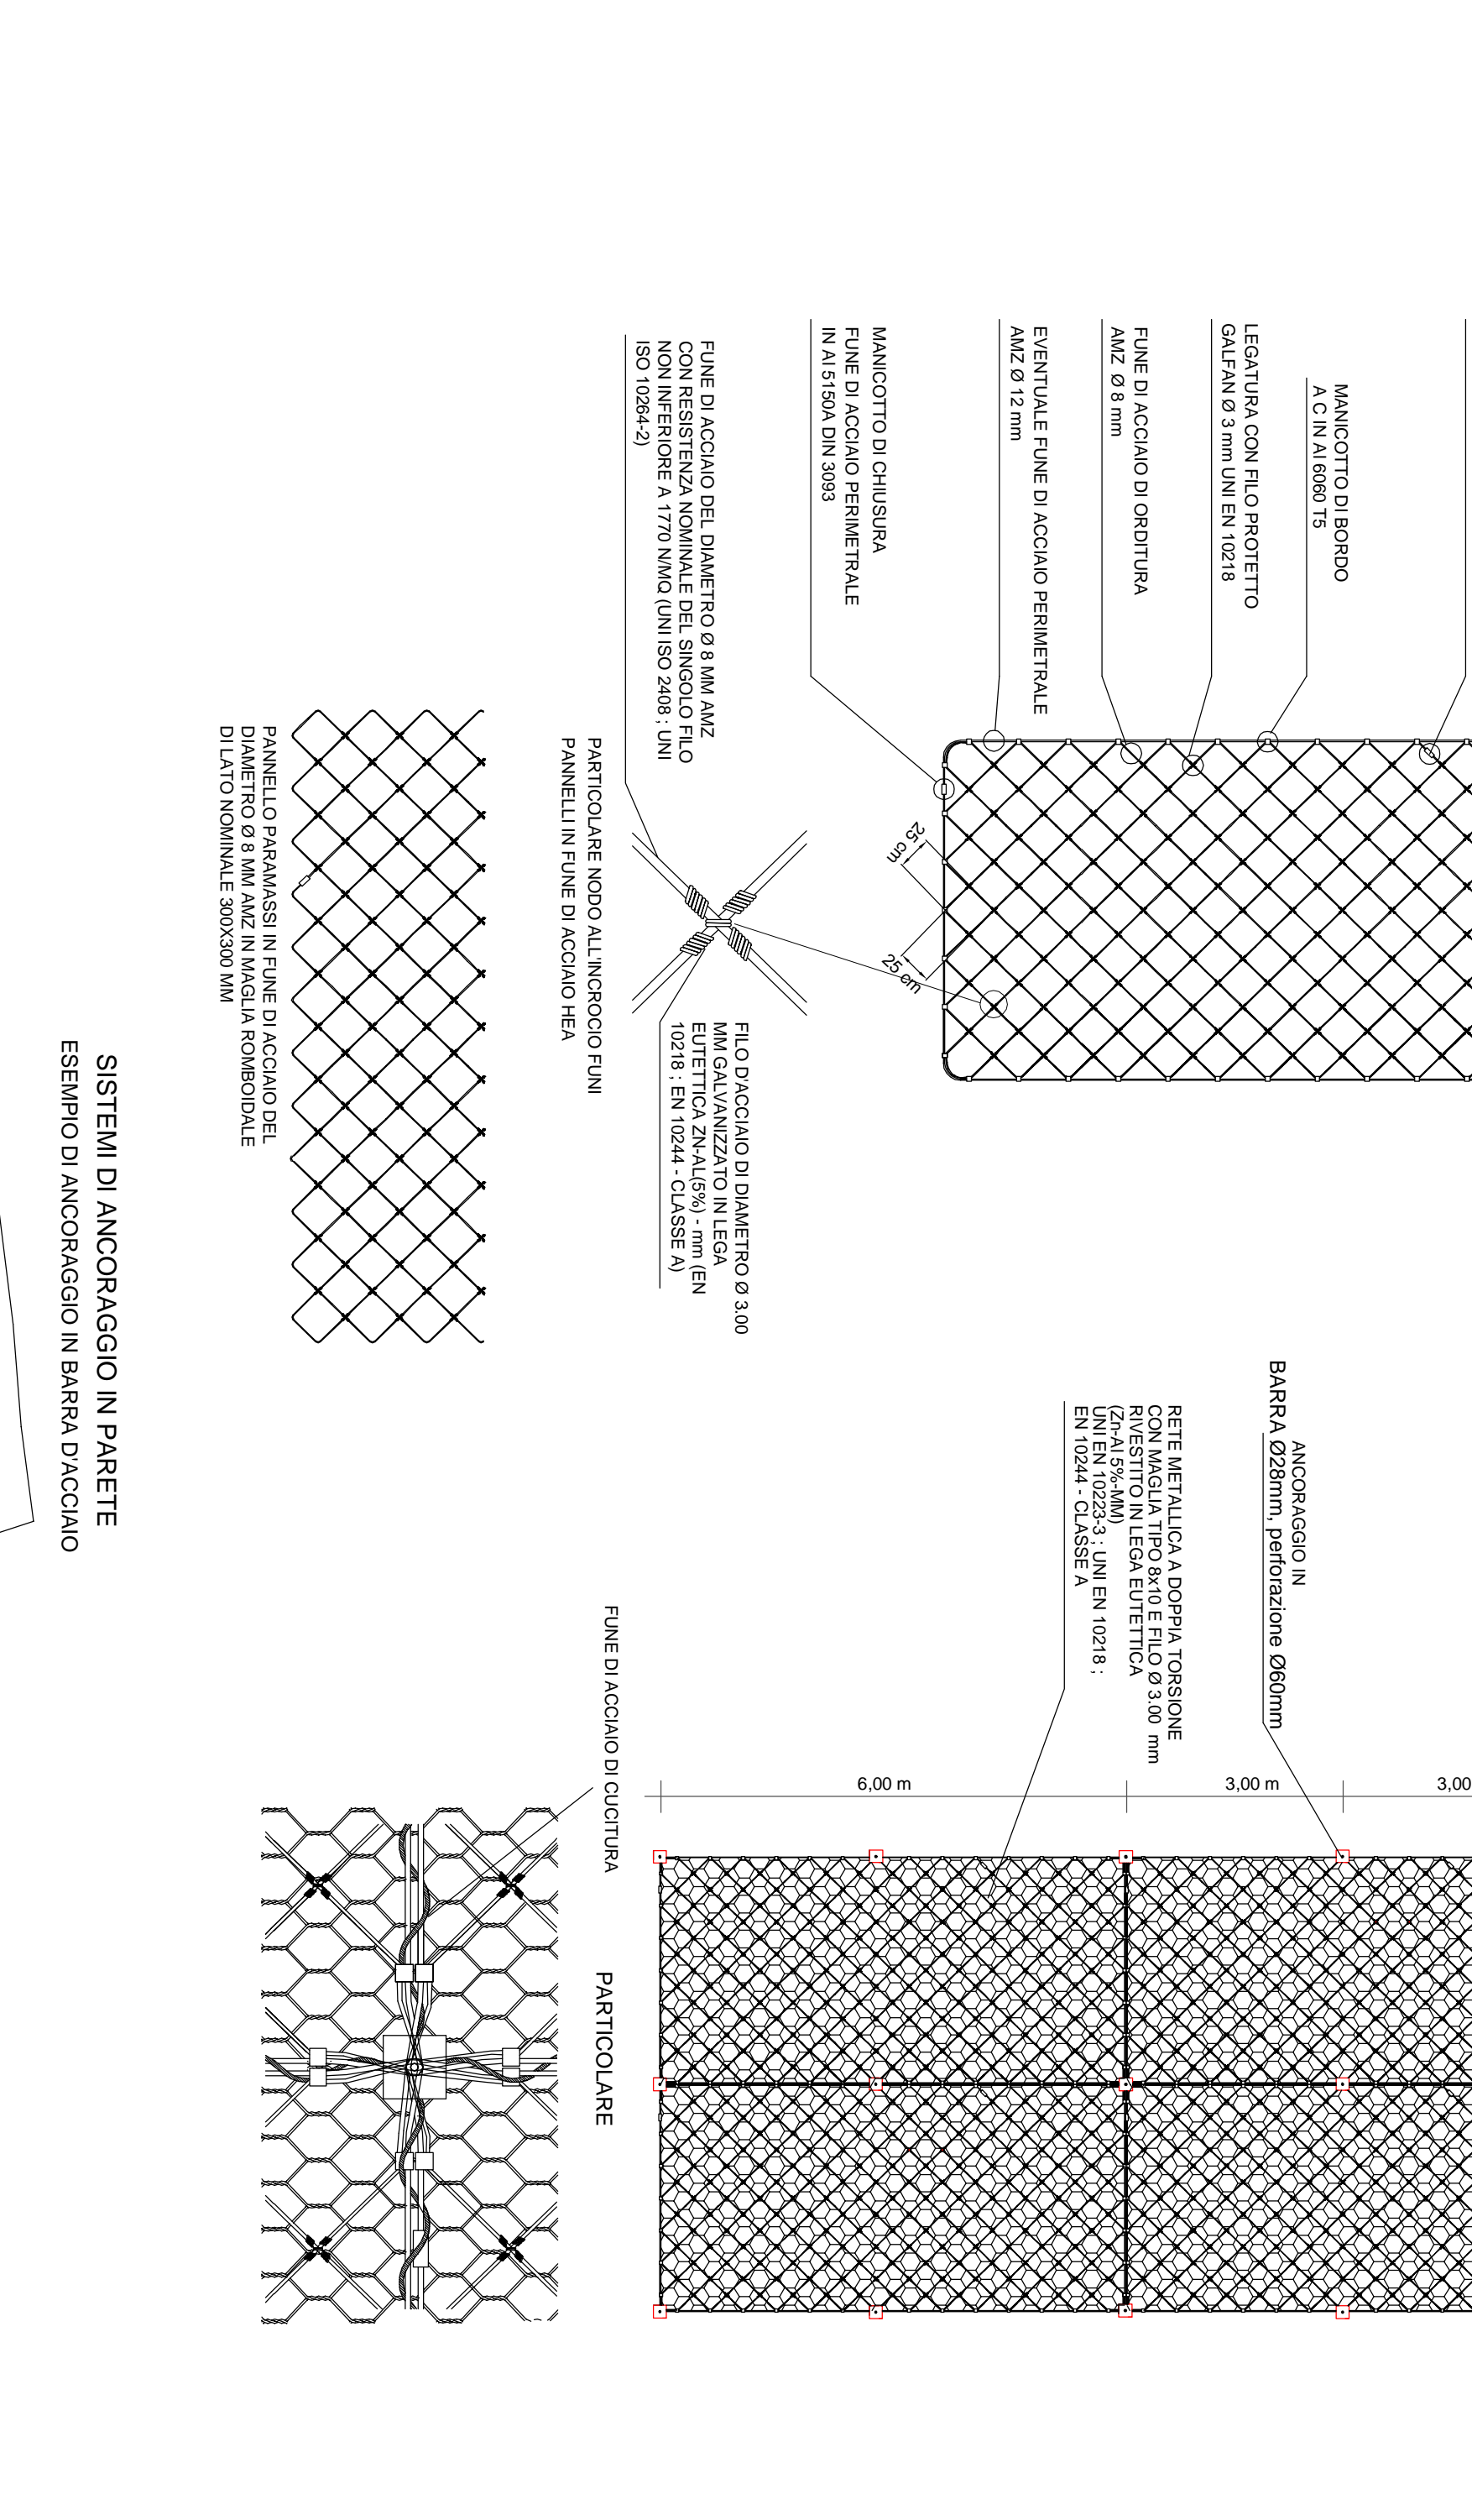 MANICOTTO DI BORDO
A C IN Al 6060 T5
LEGATURA CON FILO PROTETTO
GALFAN Ø 3 mm UNI EN 10218
FUNE DI ACCIAIO DI ORDITURA
AMZ Ø 8 mm
EVENTUALE FUNE DI ACCIAIO PERIMETRALE
AMZ Ø 12 mm
MANICOTTO DI CHIUSURA
FUNE DI ACCIAIO PERIMETRALE
IN Al 5150A DIN 3093
25 cm
25 cm
FUNE DI ACCIAIO DEL DIAMETRO Ø 8 MM AMZ
CON RESISTENZA NOMINALE DEL SINGOLO FILO
NON INFERIORE A 1770 N/MQ (UNI ISO 2408 ; UNI
ISO 10264-2)
FILO D'ACCIAIO DI DIAMETRO Ø 3.00
MM GALVANIZZATO IN LEGA
EUTETTICA ZN-AL(5%) - mm (EN
10218 ; EN 10244 - CLASSE A)
PARTICOLARE NODO ALL'INCROCIO FUNI
PANNELLI IN FUNE DI ACCIAIO HEA
PANNELLO PARAMASSI IN FUNE DI ACCIAIO DEL
DIAMETRO Ø 8 MM AMZ IN MAGLIA ROMBOIDALE
DI LATO NOMINALE 300X300 MM
ANCORAGGIO IN
BARRA Ø28mm, perforazione Ø60mm
RETE METALLICA A DOPPIA TORSIONE
CON MAGLIA TIPO 8x10 E FILO Ø 3.00 mm
RIVESTITO IN LEGA EUTETTICA
(Zn-Al 5%-MM)
UNI EN 10223-3 ; UNI EN 10218 ;
EN 10244 - CLASSE A
6,00 m
3,00 m
3,00
FUNE DI ACCIAIO DI CUCITURA
PARTICOLARE
SISTEMI DI ANCORAGGIO IN PARETE
ESEMPIO DI ANCORAGGIO IN BARRA D'ACCIAIO